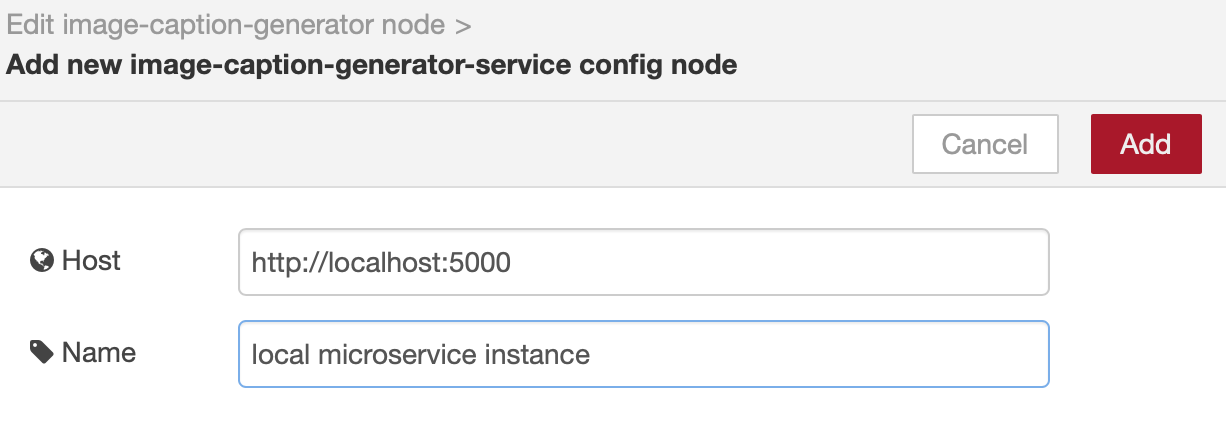 Edit image-caption-generator node >
Add new image-caption-generator-service config node
Cancel Add
Host http://localhost:5000
Name local microservice instance